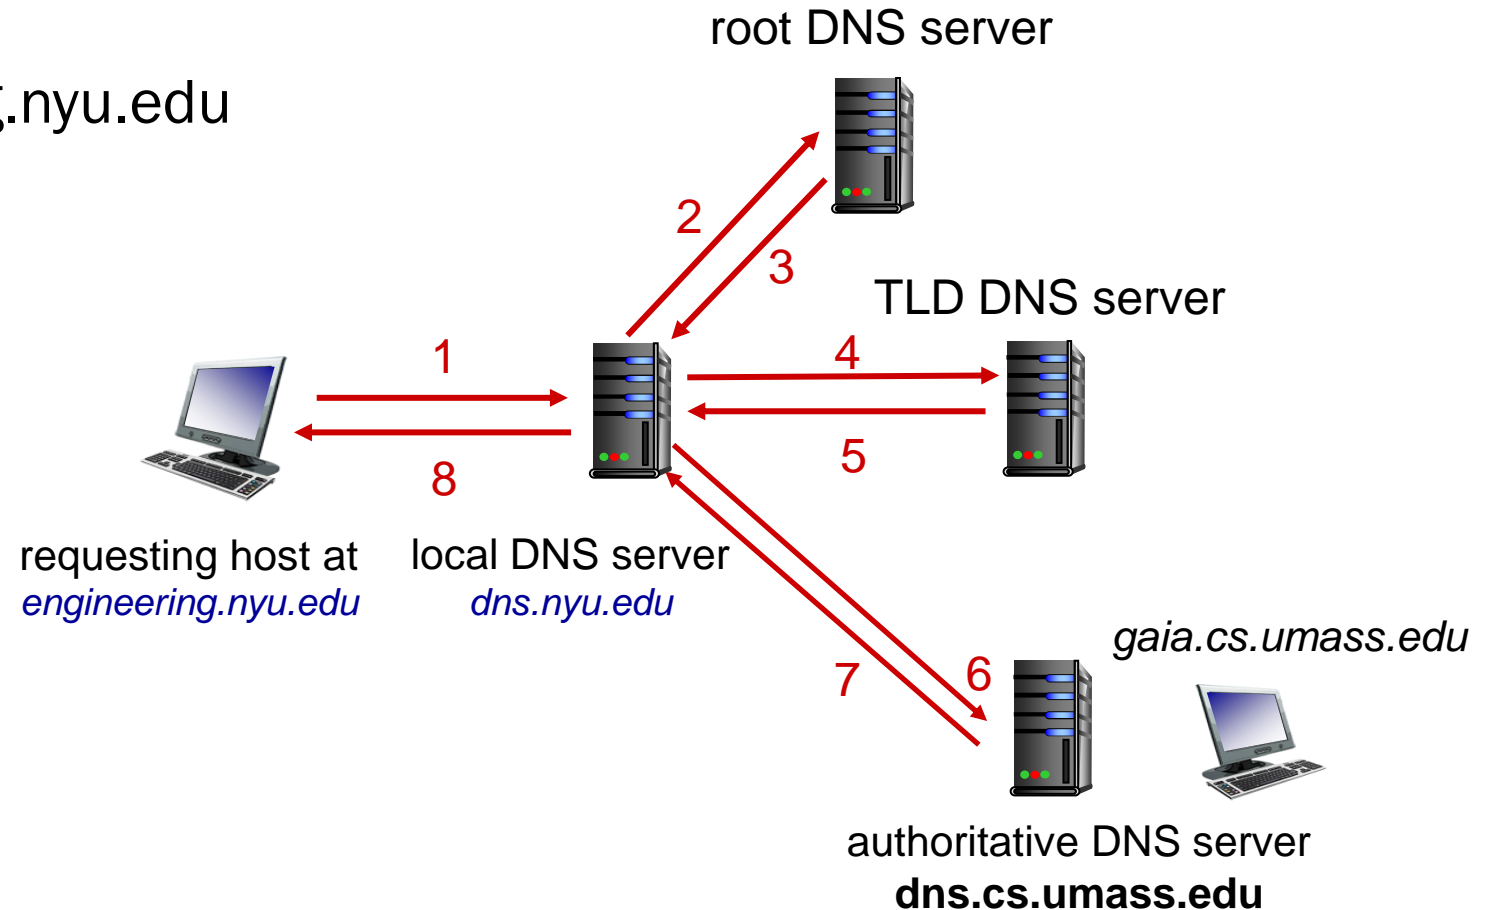 root DNS server
.nyu.edu
2
3
TLD DNS server
1
4
8
5
requesting host at
engineering.nyu.edu
local DNS server
dns.nyu.edu
gaia.cs.umass.edu
7
6
authoritative DNS server
dns.cs.umass.edu